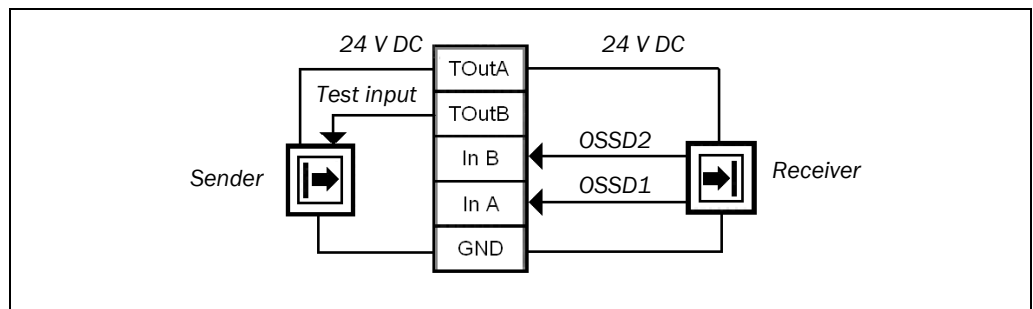 24 V DC
24 V DC
TOutA
Test input
TOutB
OSSD2
In B
Sender
Receiver
OSSD1
In A
GND